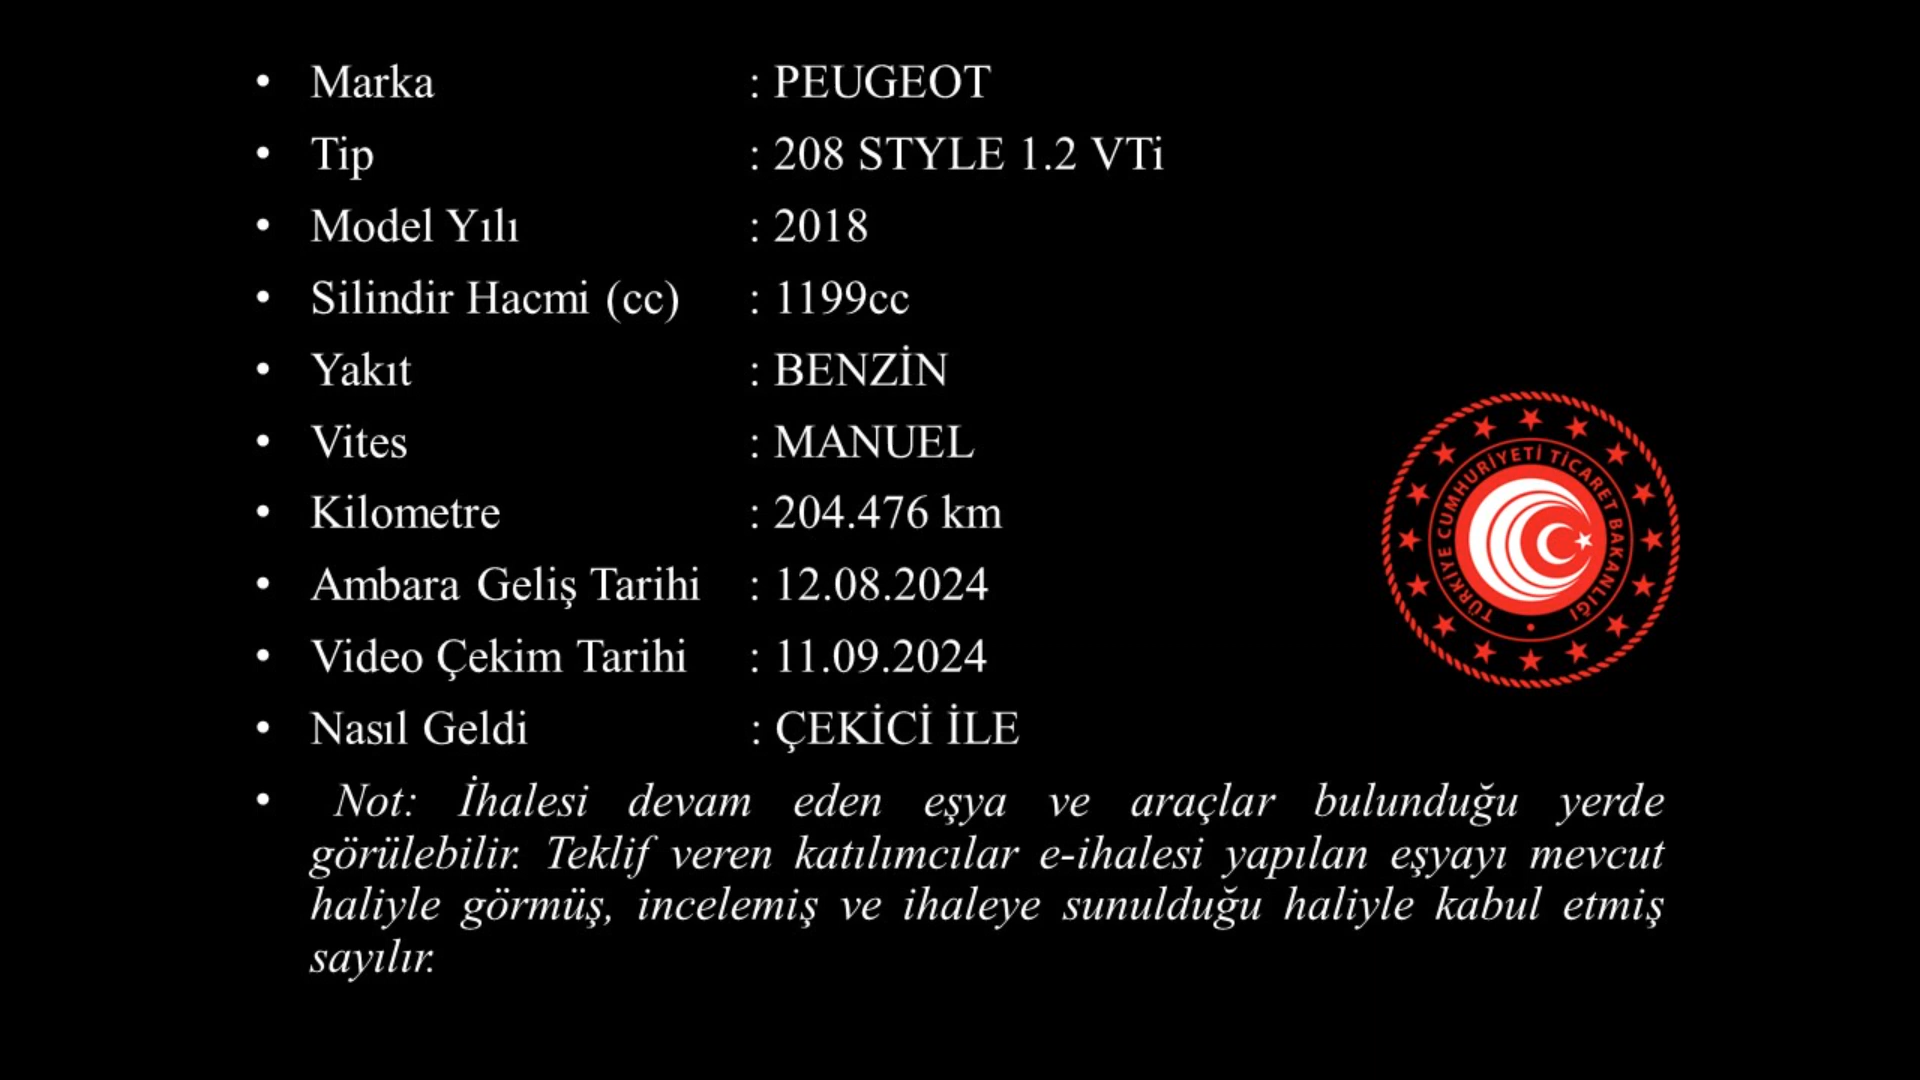 • Marka : PEUGEOT
• Tip : 208 STYLE 1.2 VTi
• Model Yılı : 2018
• Silindir Hacmi (cc) : 1199cc
• Yakıt : BENZİN
• Vites : MANUEL
• Kilometre : 204.476 km
• Ambara Geliş Tarihi : 12.08.2024
• Video Çekim Tarihi : 11.09.2024
• Nasıl Geldi : ÇEKİCİ İLE
• Not: İhalesi devam eden eşya ve araçlar bulunduğu yerde
görülebilir. Teklif veren katılımcılar e-ihalesi yapılan eşyayı mevcut
haliyle görmüş, incelemiş ve ihaleye sunulduğu haliyle kabul etmiş
sayılır.
TÜRKİYE CUMHURİYETİ TİCARET BAKANLIĞI